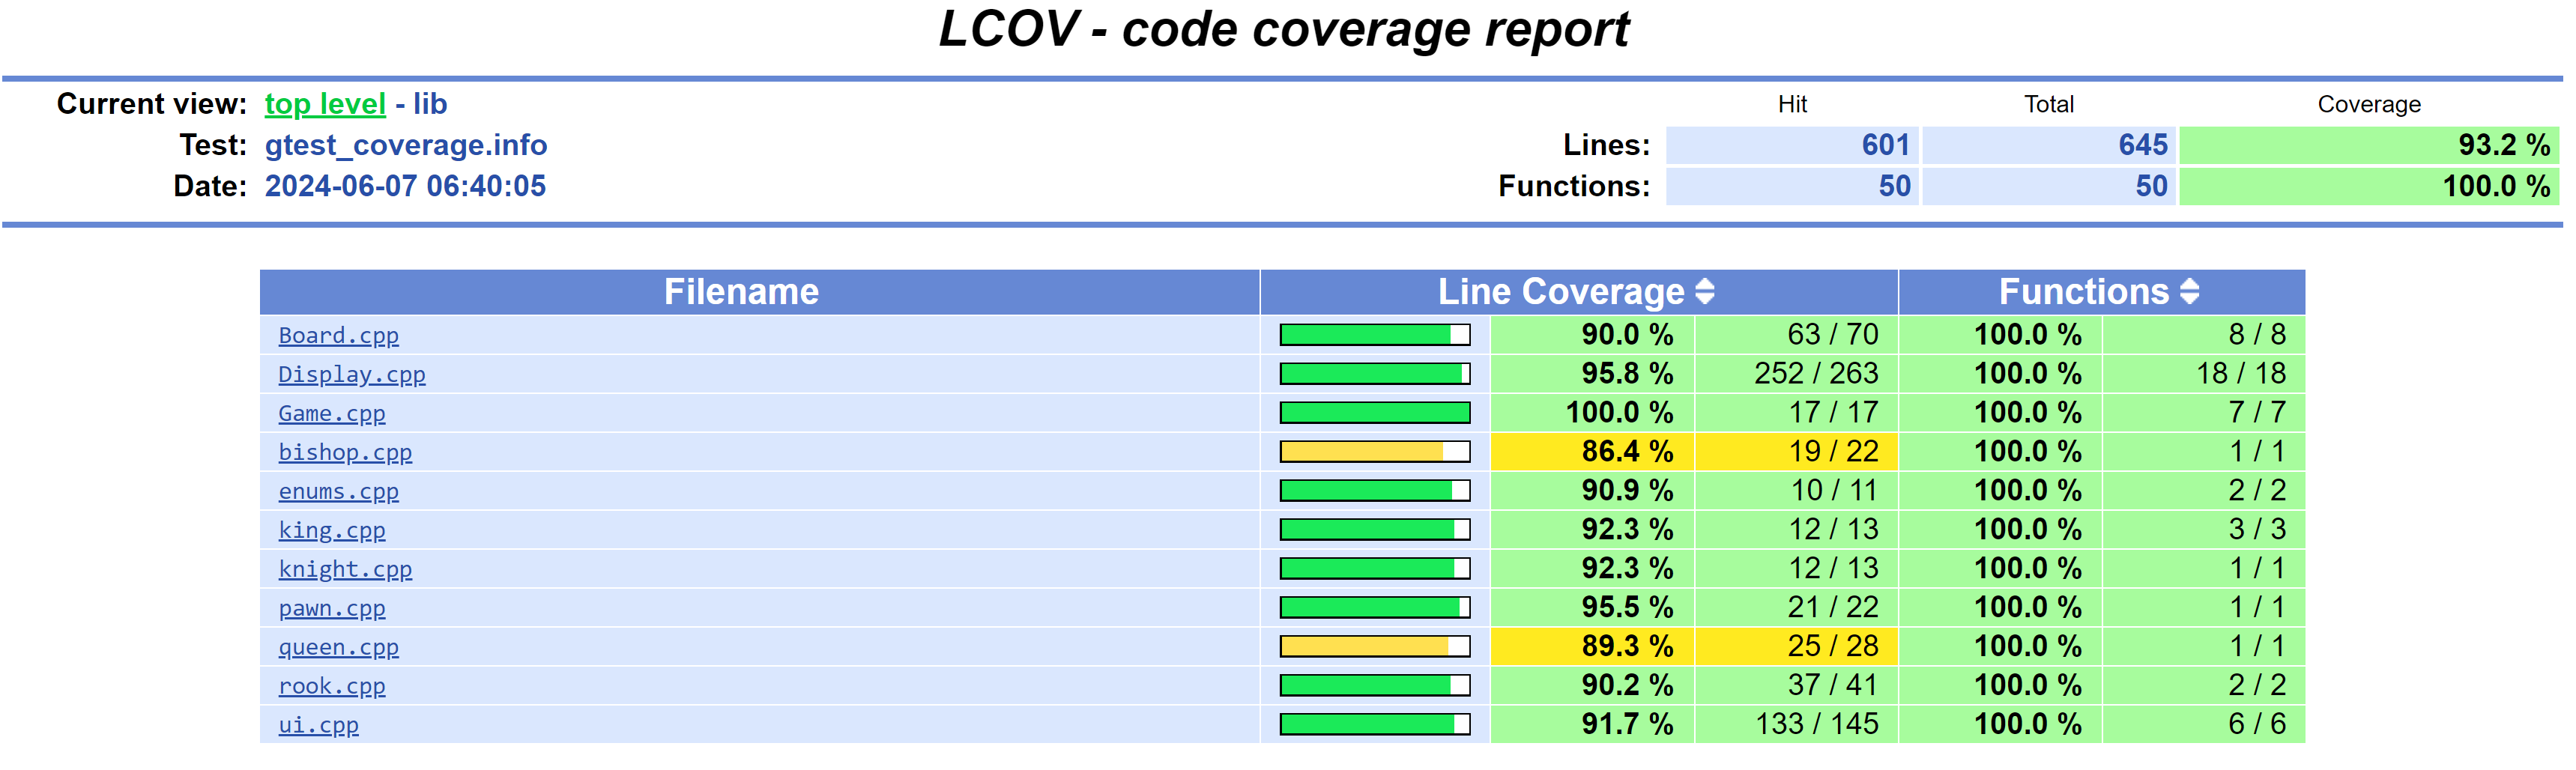 LCOV - code coverage report
Current view: top level - lib
Hit Total Coverage
Test: gtest_coverage.info
Lines: 601 645 93.2 %
Date: 2024-06-07 06:40:05
Functions: 50 50 100.0 %
Filename Line Coverage Functions
Board.cpp 90.0 % 63 / 70 100.0 % 8 / 8
Display.cpp 95.8 % 252 / 263 100.0 % 18 / 18
Game.cpp 100.0 % 17 / 17 100.0 % 7 / 7
bishop.cpp 86.4 % 19 / 22 100.0 % 1 / 1
enums.cpp 90.9 % 10 / 11 100.0 % 2 / 2
king.cpp 92.3 % 12 / 13 100.0 % 3 / 3
knight.cpp 92.3 % 12 / 13 100.0 % 1 / 1
pawn.cpp 95.5 % 21 / 22 100.0 % 1 / 1
queen.cpp 89.3 % 25 / 28 100.0 % 1 / 1
rook.cpp 90.2 % 37 / 41 100.0 % 2 / 2
ui.cpp 91.7 % 133 / 145 100.0 % 6 / 6